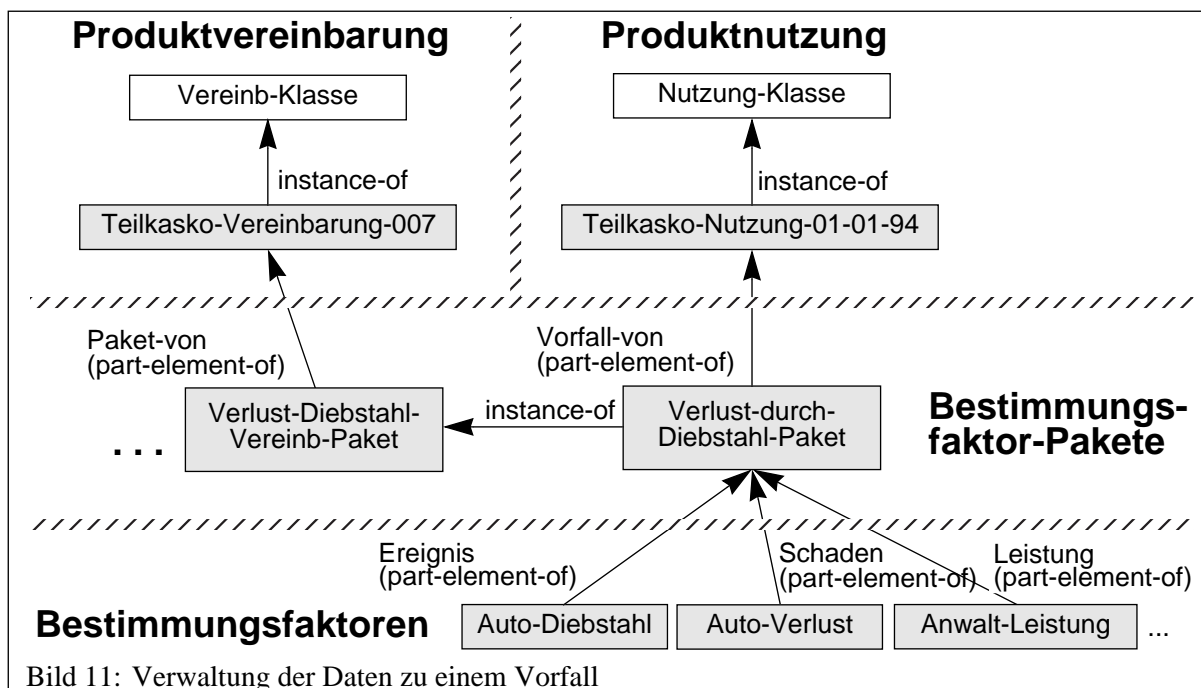 Produktvereinbarung
Produktnutzung
Vereinb-Klasse
Nutzung-Klasse
instance-of
instance-of
Teilkasko-Vereinbarung-007
Teilkasko-Nutzung-01-01-94
Paket-von
(part-element-of)
Vorfall-von
(part-element-of)
. . .
Verlust-Diebstahl-
Vereinb-Paket
instance-of
Verlust-durch-
Diebstahl-Paket
Bestimmungs-
faktor-Pakete
Ereignis
(part-element-of)
Schaden
(part-element-of)
Leistung
(part-element-of)
Bestimmungsfaktoren
Auto-Diebstahl
Auto-Verlust
Anwalt-Leistung
...
Bild 11: Verwaltung der Daten zu einem Vorfall